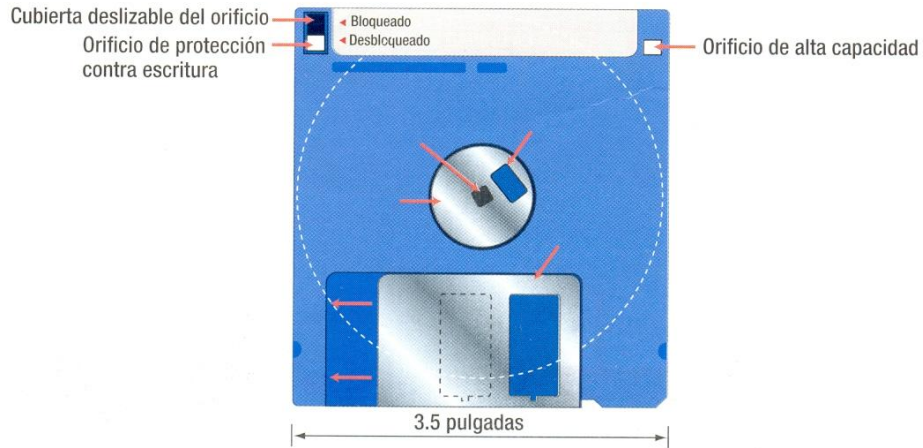 Cubierta deslizable del orificio
Bloqueado
Desbloqueado
Orificio de protección
contra escritura
Orificio de alta capacidad
3.5 pulgadas